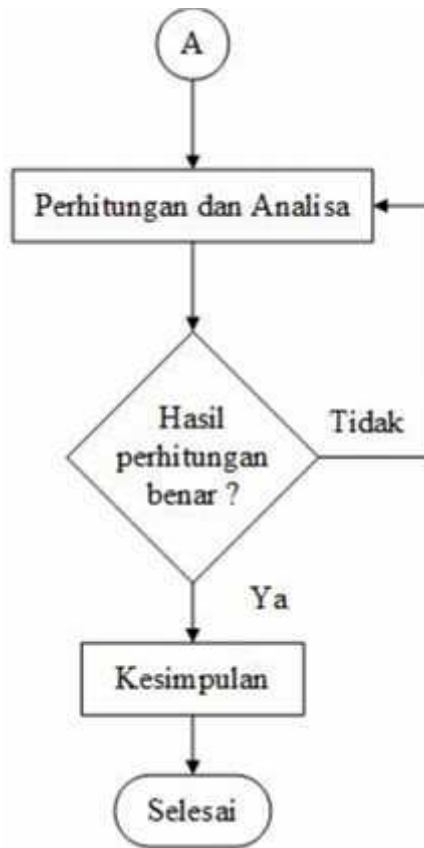 A
Perhitungan dan Analisa
Hasil
perhitungan
benar ?
Tidak
Ya
Kesimpulan
Selesai